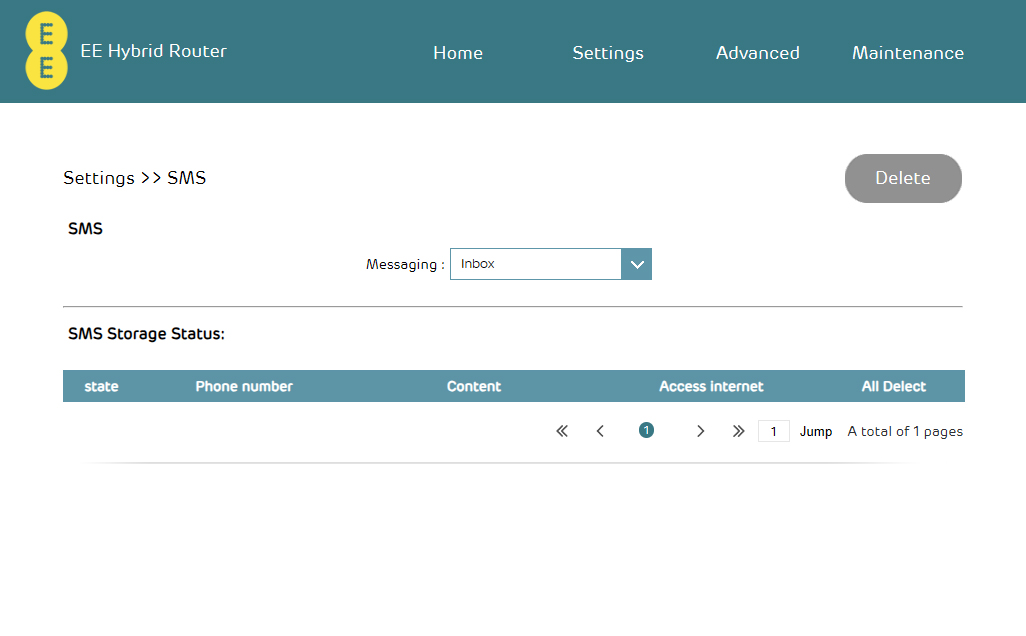 EE
EE Hybrid Router
Home Settings Advanced Maintenance
Settings >> SMS
Delete
SMS
Messaging : Inbox
SMS Storage Status:
state Phone number Content Access internet All Delect
« < 1 > » 1 Jump A total of 1 pages